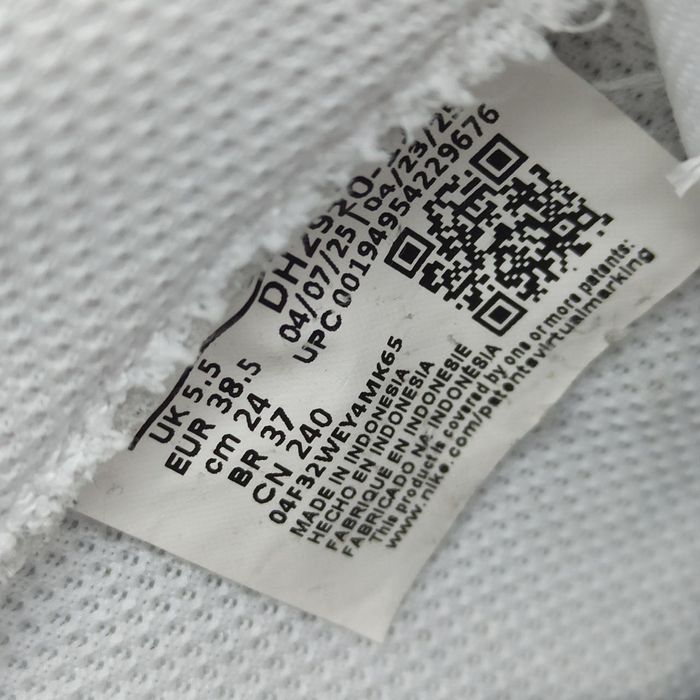 UK 5.5
EUR 38.5
cm 24
BR 37
CN 240
04/07/25 | 04/23/25
UPC 00194954229676
04F32WEY4MK65
MADE IN INDONESIA
HECHO EN INDONESIA
FABRIQUE EN INDONESIE
FABRICADO NA INDONÉSIA
This product is covered by one or more patents:
www.nike.com/patentsvirtualmarking